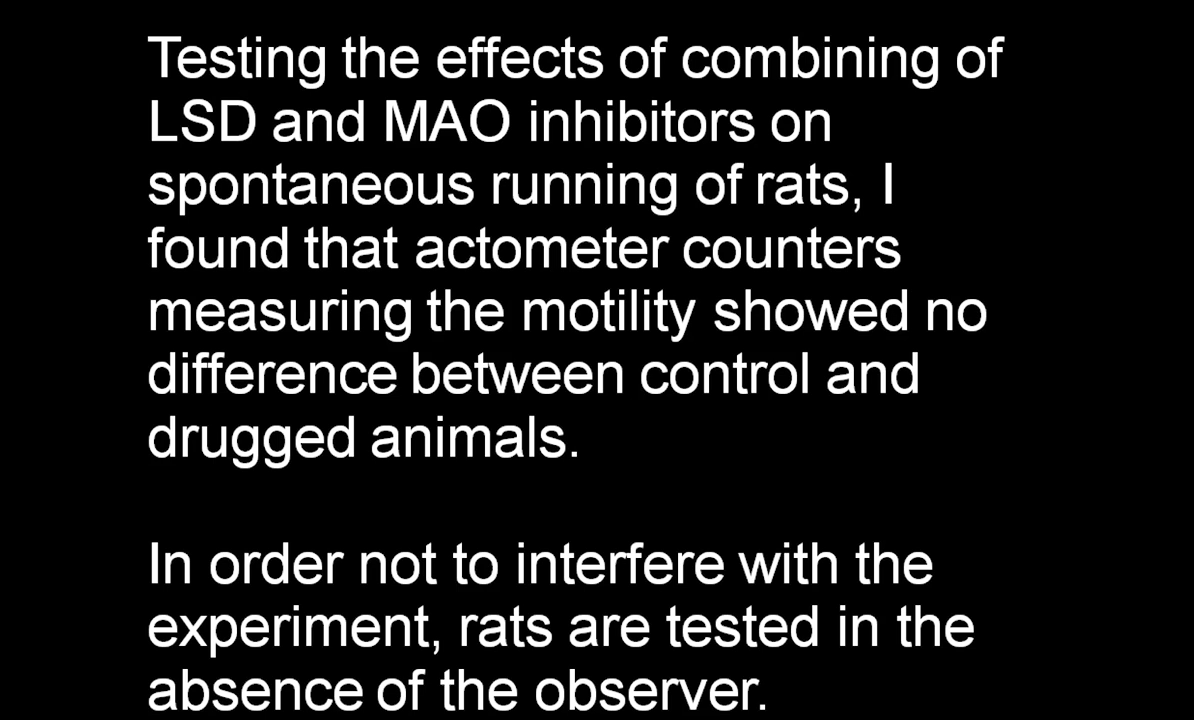 Testing the effects of combining of
LSD and MAO inhibitors on
spontaneous running of rats, I
found that actometer counters
measuring the motility showed no
difference between control and
drugged animals.
In order not to interfere with the
experiment, rats are tested in the
absence of the observer.